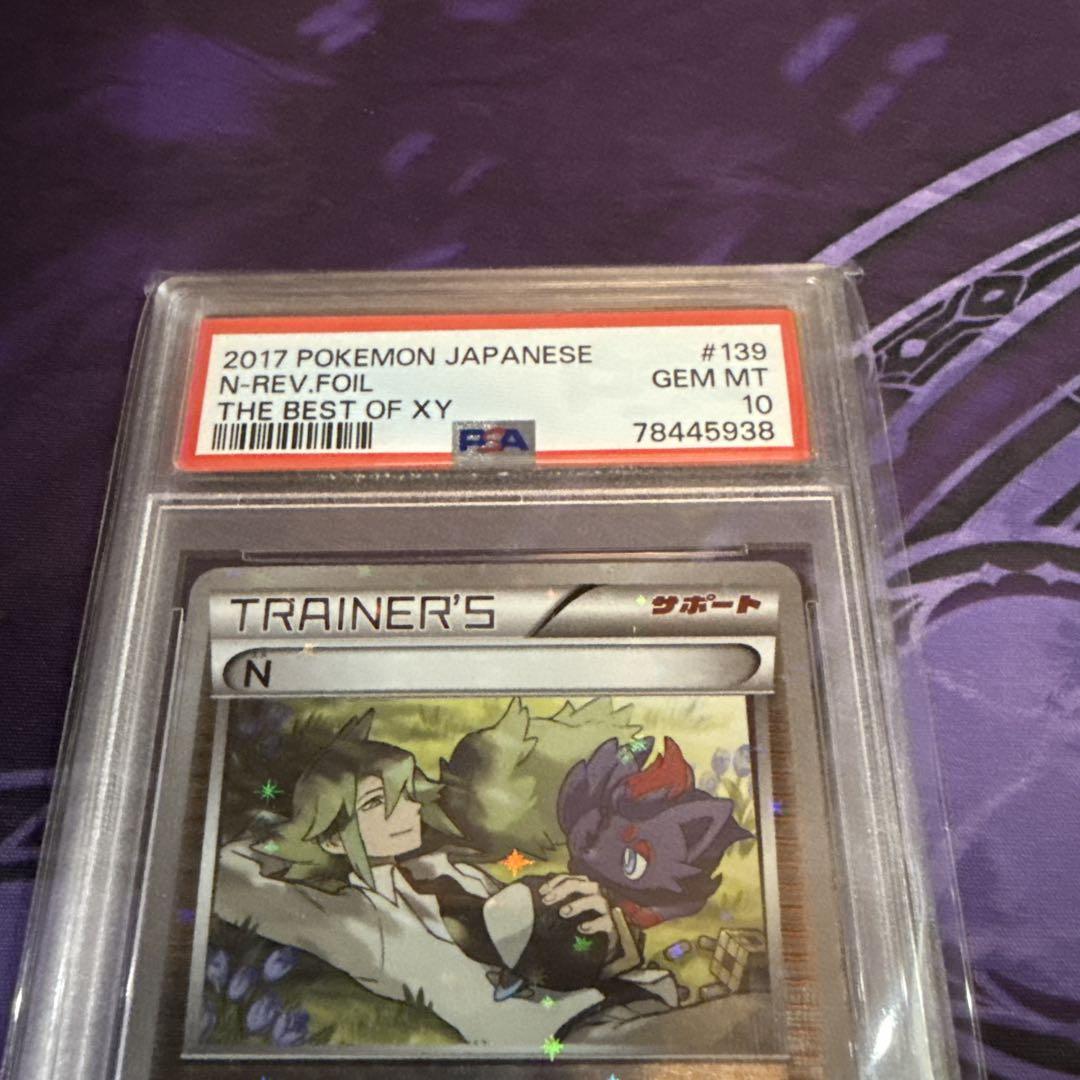 2017 POKEMON JAPANESE #139
N-REV.FOIL GEM MT
THE BEST OF XY 10
PSA 78445938
TRAINER'S サポート
N